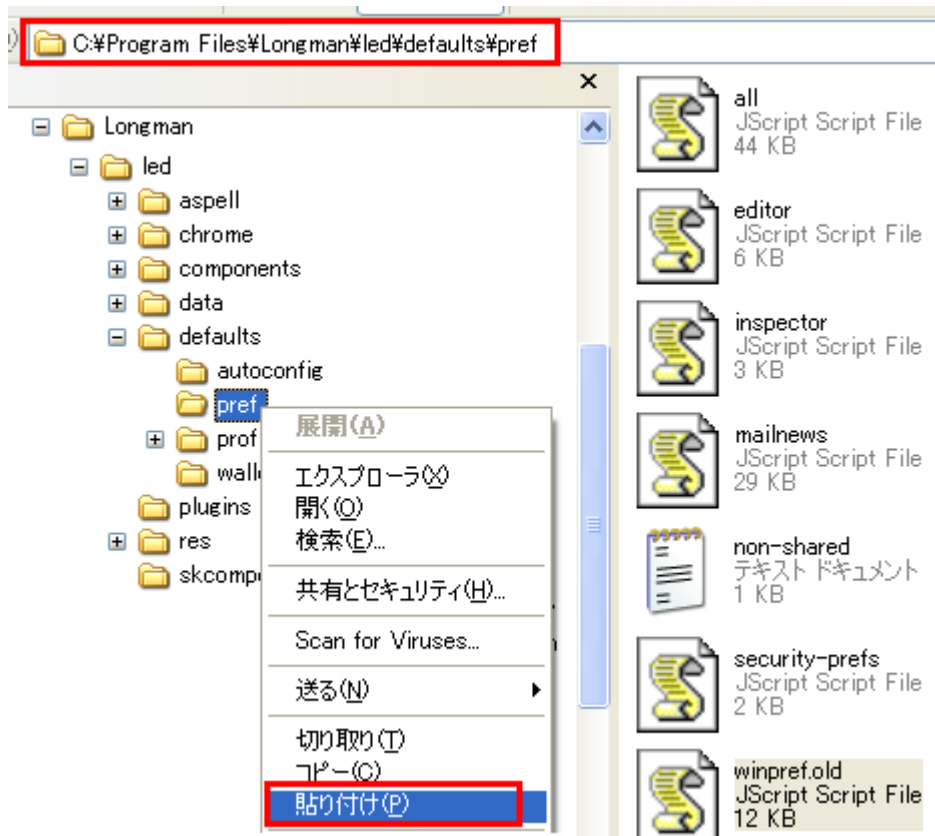 C:¥Program Files¥Longman¥led¥defaults¥pref
Longman
led
aspell
chrome
components
data
defaults
autoconfig
pref
prof
plugins
res
展開(A)
エクスプローラ(X)
開く(O)
検索(E)...
共有とセキュリティ(H)...
Scan for Viruses...
送る(N)
切り取り(T)
コピー(C)
貼り付け(P)
all
JScript Script File
44 KB
editor
JScript Script File
6 KB
inspector
JScript Script File
3 KB
mailnews
JScript Script File
29 KB
non-shared
テキスト ドキュメント
1 KB
security-prefs
JScript Script File
2 KB
winpref.old
JScript Script File
12 KB